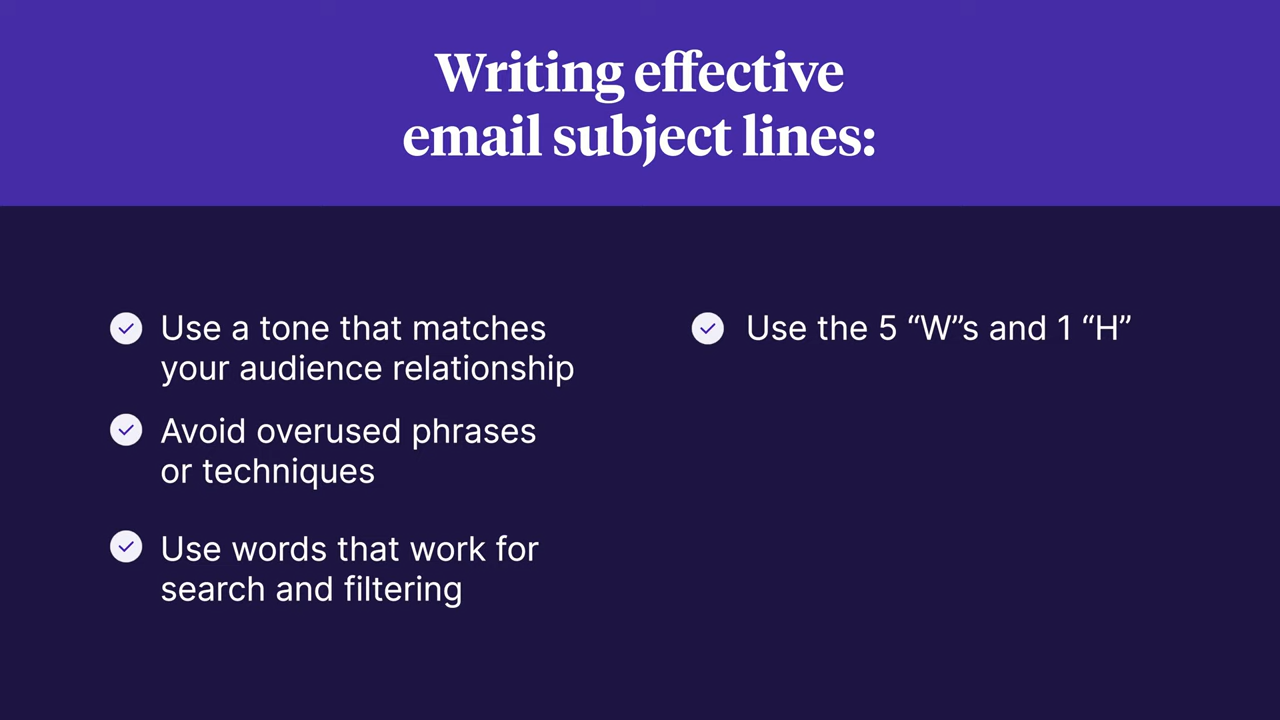 Writing effective
email subject lines:
Use a tone that matches
your audience relationship
Avoid overused phrases
or techniques
Use words that work for
search and filtering
Use the 5 “W”s and 1 “H”